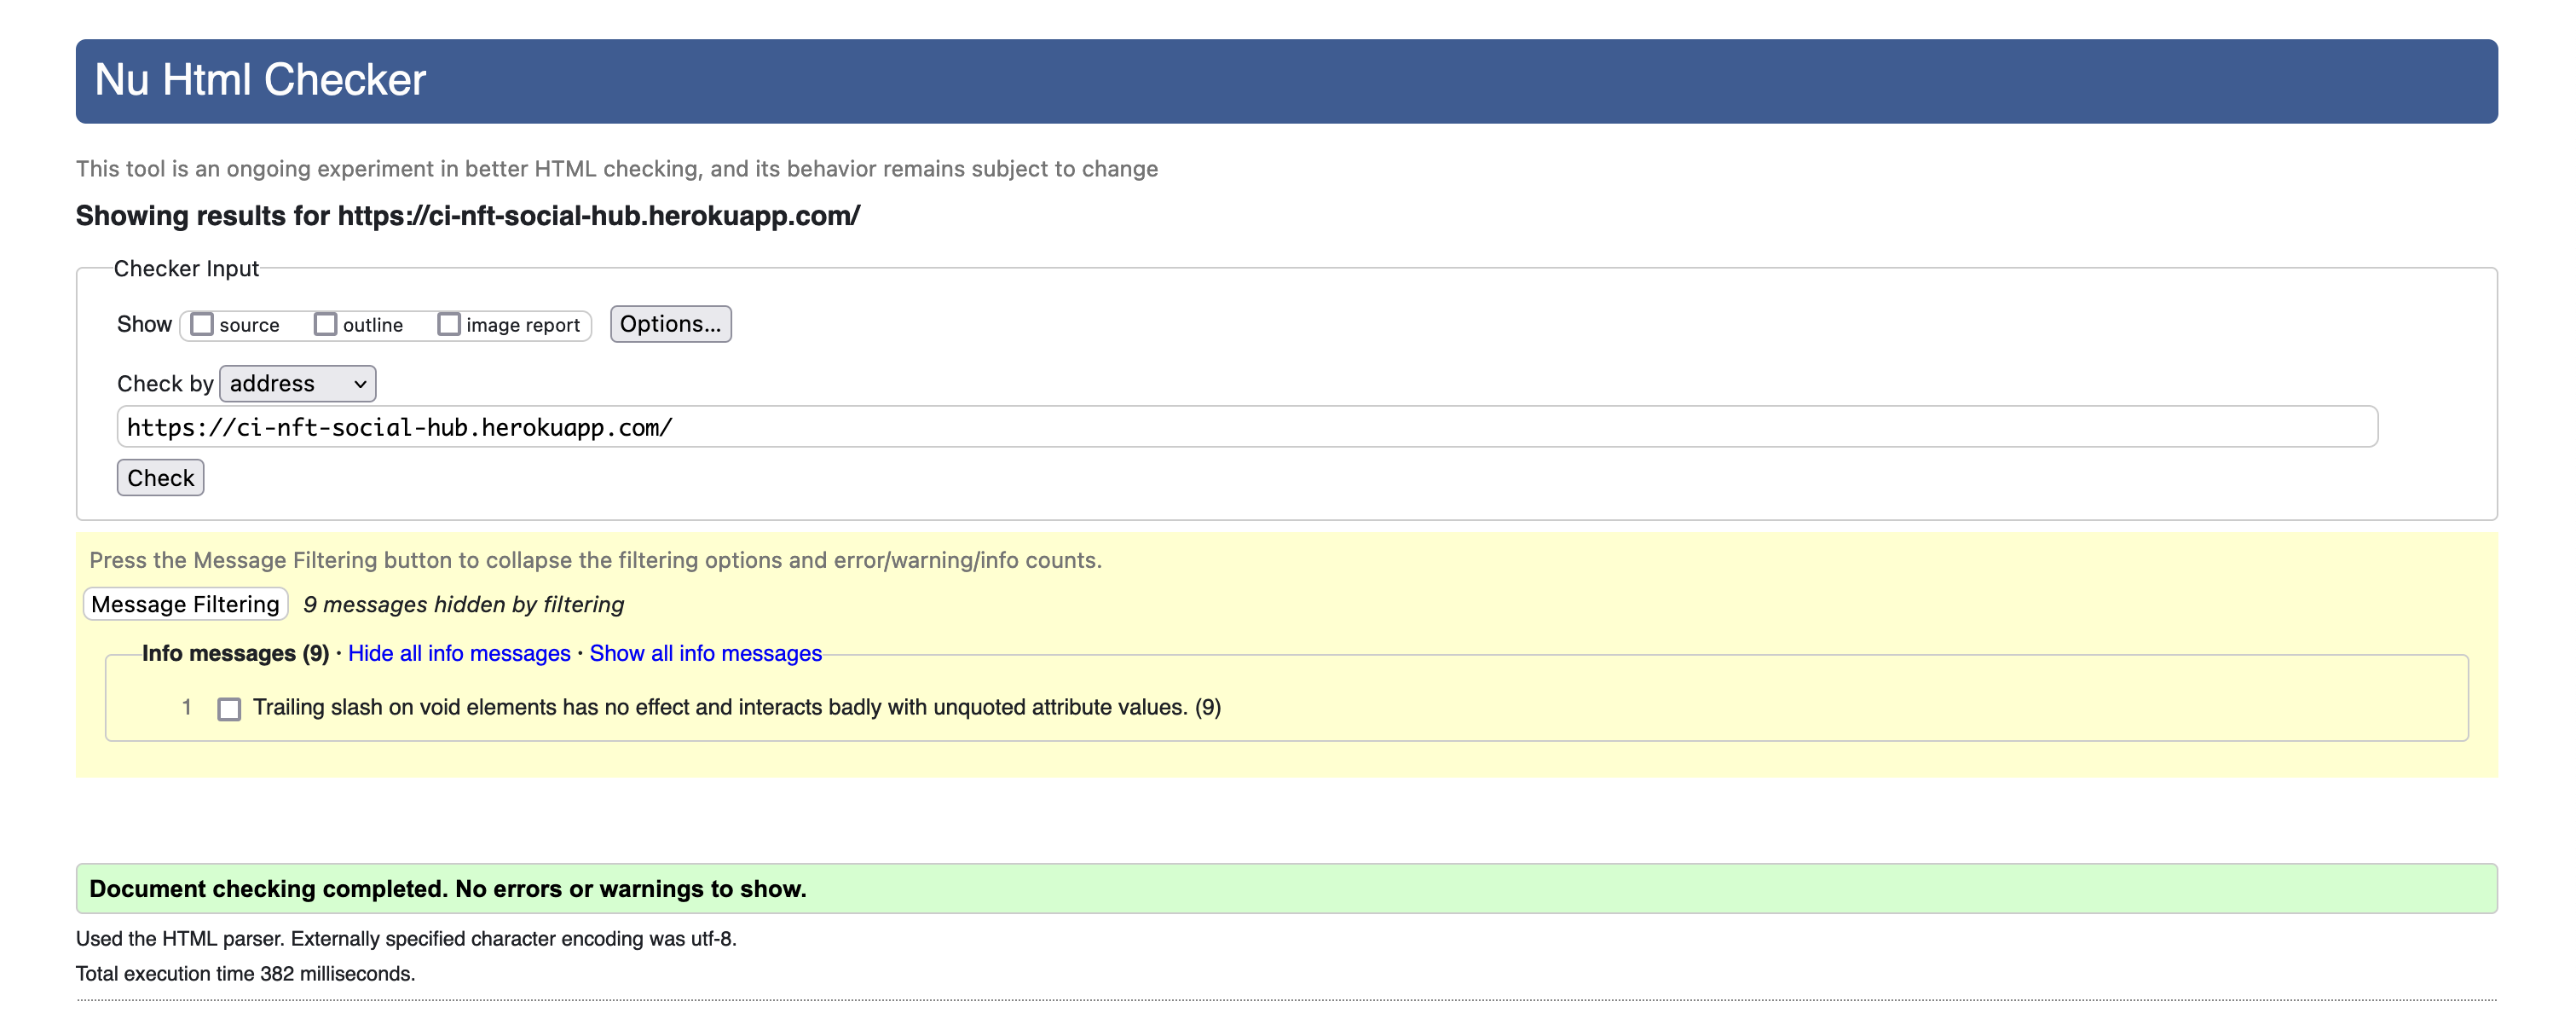 Nu Html Checker
This tool is an ongoing experiment in better HTML checking, and its behavior remains subject to change
Showing results for https://ci-nft-social-hub.herokuapp.com/
Checker Input
Show source outline image report Options...
Check by address
https://ci-nft-social-hub.herokuapp.com/
Check
Press the Message Filtering button to collapse the filtering options and error/warning/info counts.
Message Filtering 9 messages hidden by filtering
Info messages (9) · Hide all info messages · Show all info messages
1 Trailing slash on void elements has no effect and interacts badly with unquoted attribute values. (9)
Document checking completed. No errors or warnings to show.
Used the HTML parser. Externally specified character encoding was utf-8.
Total execution time 382 milliseconds.